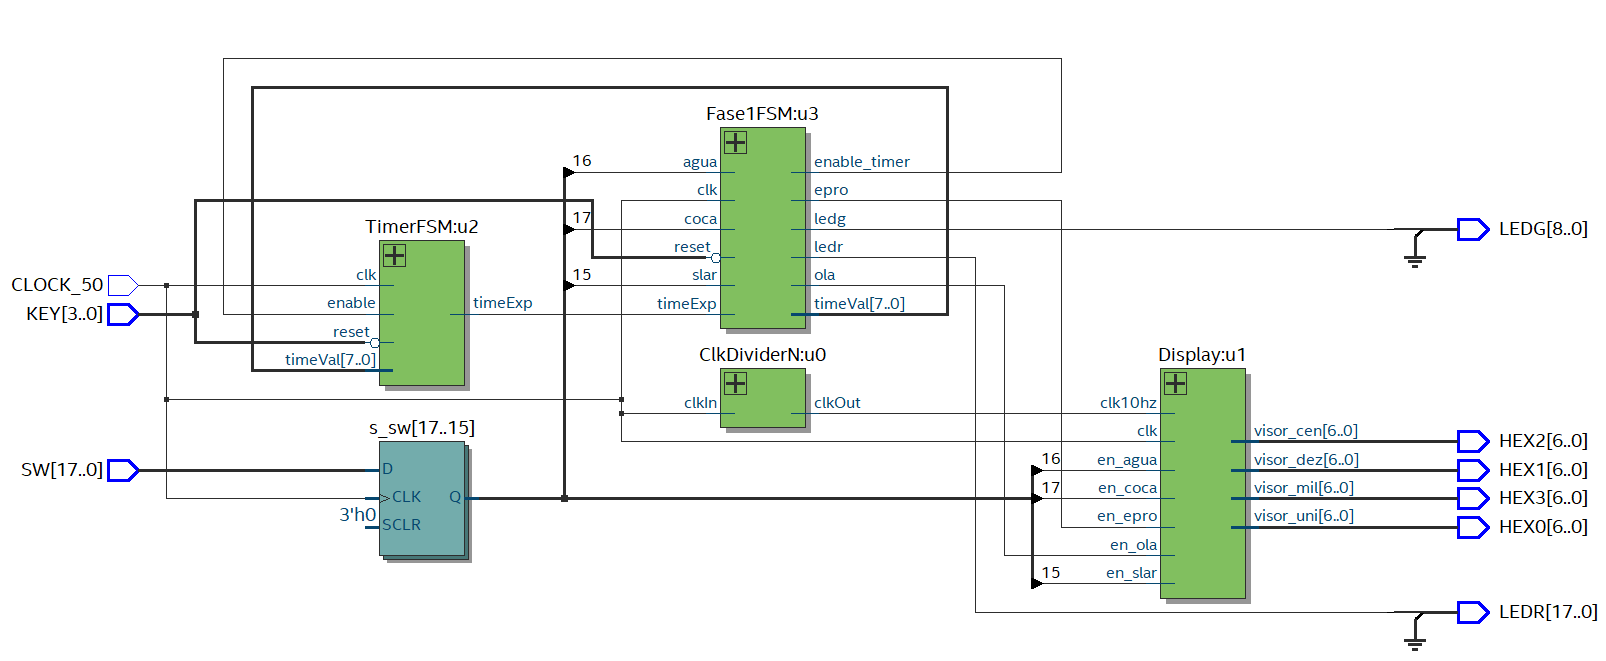 Fase1FSM:u3
16
agua
enable_timer
clk
epro
17
coca
ledg
reset
ledr
15
slar
ola
timeExp
timeVal[7..0]
LEDG[8..0]
TimerFSM:u2
CLOCK_50
clk
KEY[3..0]
enable
timeExp
reset
timeVal[7..0]
ClkDividerN:u0
clkIn
clkOut
s_sw[17..15]
SW[17..0]
D
CLK
Q
3'h0
SCLR
Display:u1
clk10hz
clk
visor_cen[6..0]
HEX2[6..0]
16
en_agua
visor_dez[6..0]
HEX1[6..0]
17
en_coca
visor_mil[6..0]
HEX3[6..0]
en_epro
visor_uni[6..0]
HEX0[6..0]
en_ola
15
en_slar
LEDR[17..0]